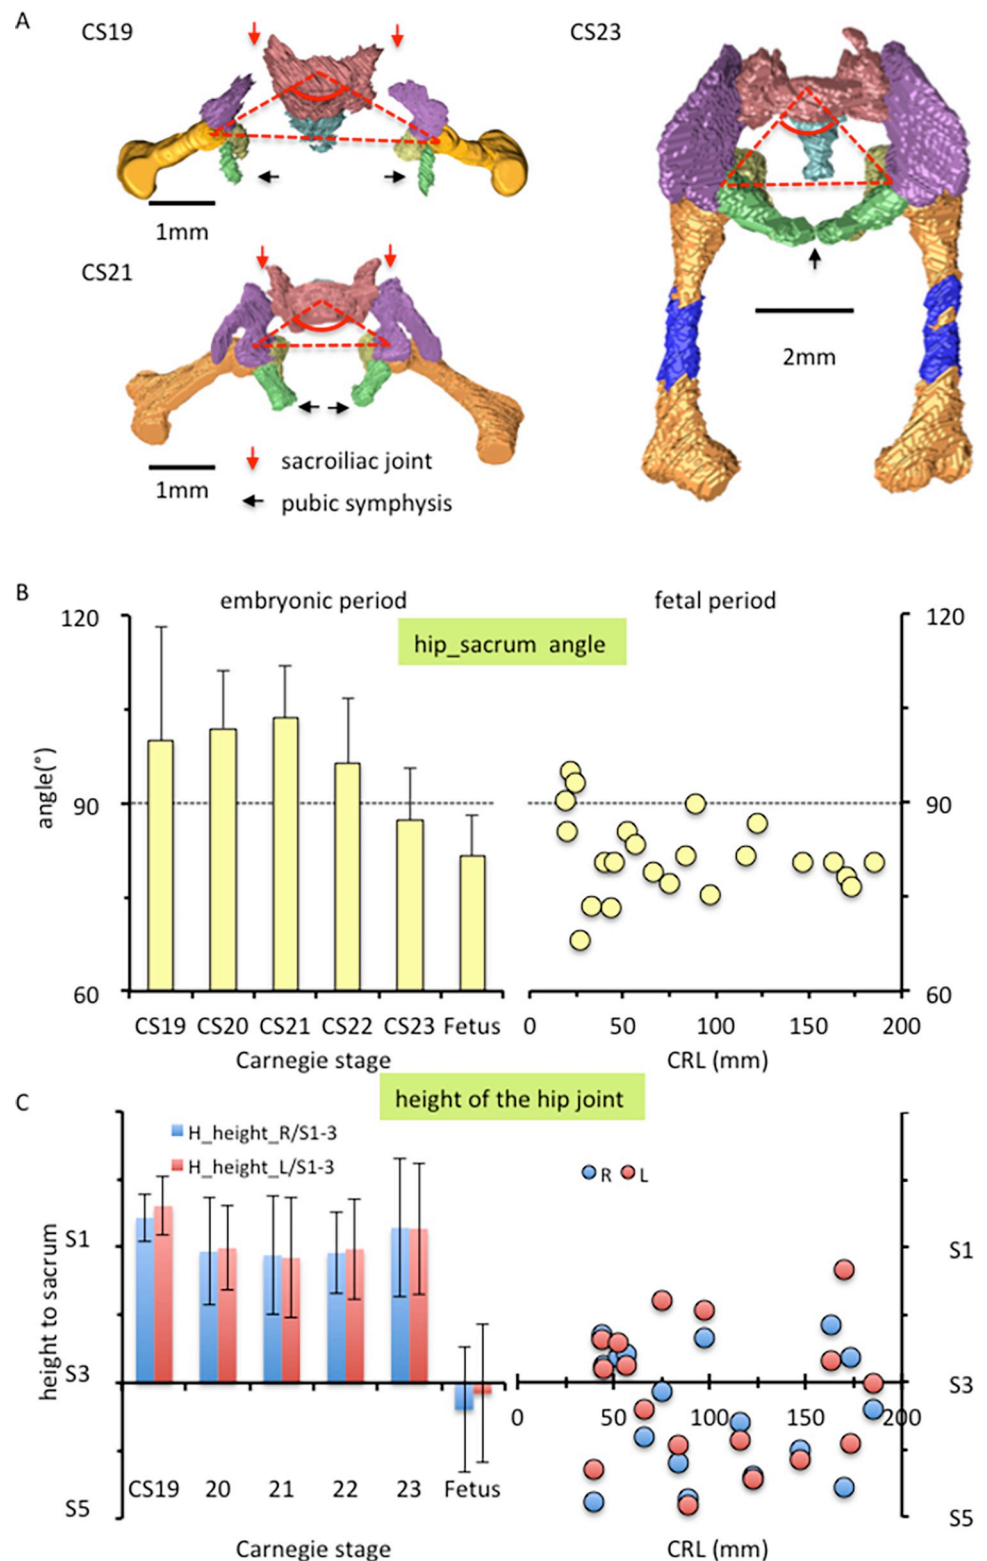 A
CS19
CS23
1mm
CS21
2mm
1mm
sacroiliac joint
pubic symphysis
B
embryonic period
fetal period
hip_sacrum angle
120
120
angle(°)
90
90
60
60
CS19 CS20 CS21 CS22 CS23 Fetus
0 50 100 150 200
Carnegie stage
CRL (mm)
C
height of the hip joint
H_height_R/S1-3
H_height_L/S1-3
R L
height to sacrum
S1
S1
S3
S3
0 50 100 150 200
CS19 20 21 22 23 Fetus
S5
S5
Carnegie stage
CRL (mm)